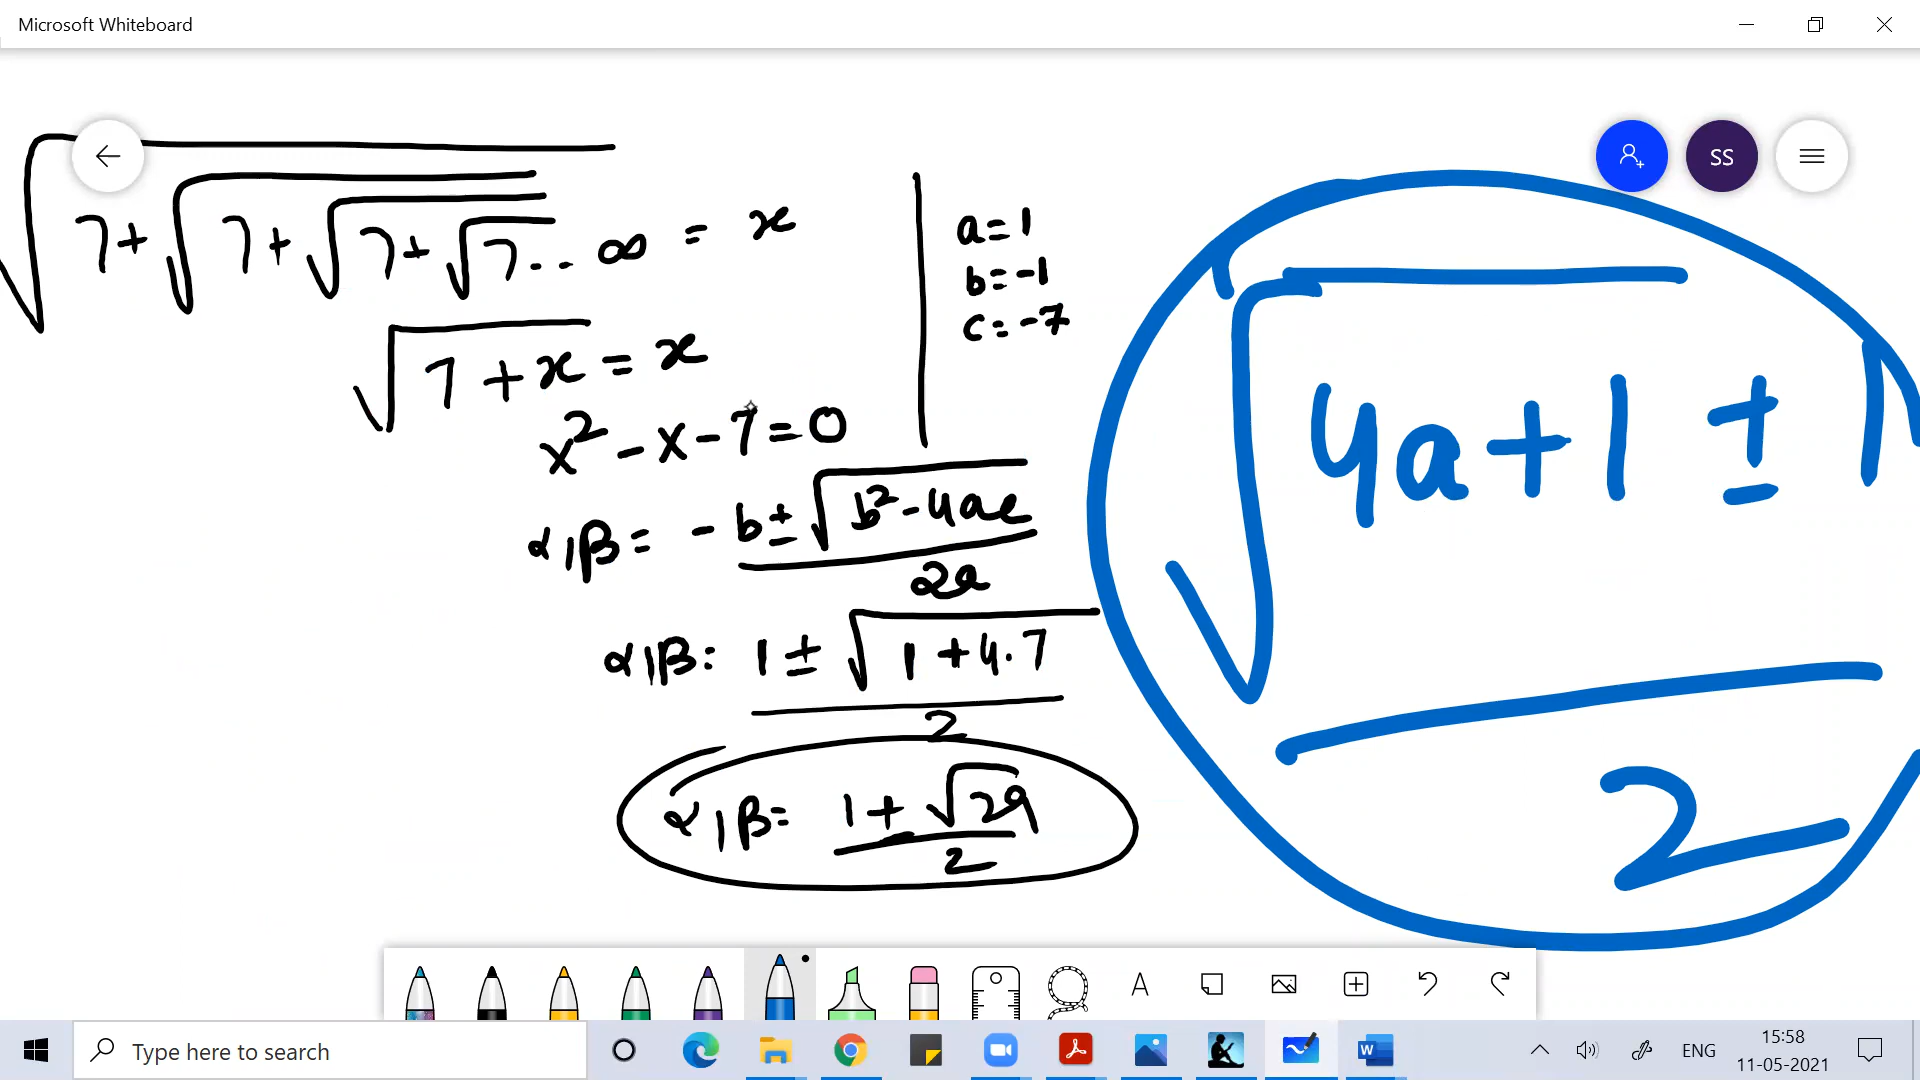 Microsoft Whiteboard
SS
√(7+√(7+√(7+√7... ∞ = x
√(7+x) = x
x² - x - 7 = 0
α,β = -b ± √(b² - 4ac) / 2a
α,β: 1 ± √(1+4.7) / 2
α,β = 1 + √29 / 2
a = 1
b = -1
c = -7
√(4a+1) ± 1 / 2
A
Type here to search
ENG
15:58
11-05-2021